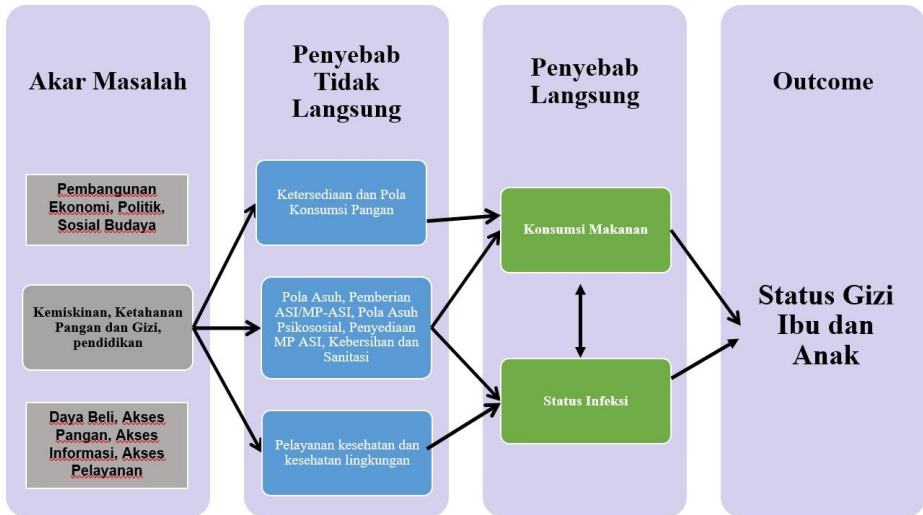 Akar Masalah
Pembangunan
Ekonomi, Politik,
Sosial Budaya
Kemiskinan, Ketahanan
Pangan dan Gizi,
pendidikan
Daya Beli, Akses
Pangan, Akses
Informasi, Akses
Pelayanan
Penyebab
Tidak
Langsung
Ketersediaan dan Pola
Konsumsi Pangan
Pola Asuh, Pemberian
ASI/MP-ASI, Pola Asuh
Psikososial, Penyediaan
MP ASI, Kebersihan dan
Sanitasi
Pelayanan kesehatan dan
kesehatan lingkungan
Penyebab
Langsung
Konsumsi Makanan
Status Infeksi
Outcome
Status Gizi
Ibu dan
Anak